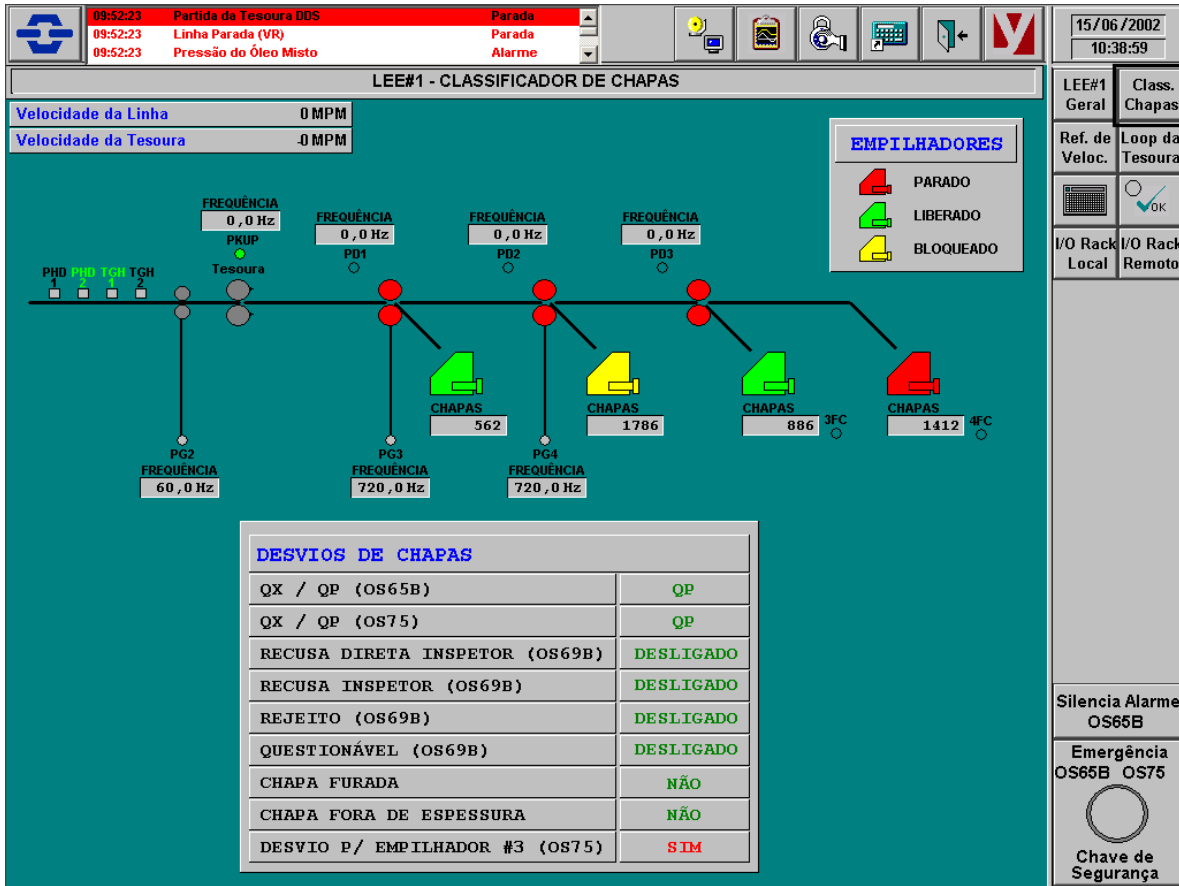 09:52:23 Partida da Tesoura DDS Parada
09:52:23 Linha Parada (VR) Parada
09:52:23 Pressão do Óleo Misto Alarme
15/06/2002
10:38:59
LEE#1 - CLASSIFICADOR DE CHAPAS
LEE#1 Geral
Class. Chapas
Velocidade da Linha 0 MPM
Velocidade da Tesoura -0 MPM
Ref. de Veloc.
Loop da Tesoura
OK
I/O Rack Local
I/O Rack Remoto
EMPILHADORES
PARADO
LIBERADO
BLOQUEADO
FREQUÊNCIA
0,0 Hz
PKUP
Tesoura
FREQUÊNCIA
0,0 Hz
PD1
FREQUÊNCIA
0,0 Hz
PD2
FREQUÊNCIA
0,0 Hz
PD3
PHD PHD TGH TGH
1 2 1 2
CHAPAS
562
CHAPAS
1786
CHAPAS
886
3FC
CHAPAS
1412
4FC
PG2
FREQUÊNCIA
60,0 Hz
PG3
FREQUÊNCIA
720,0 Hz
PG4
FREQUÊNCIA
720,0 Hz
DESVIOS DE CHAPAS
QX / QP (OS65B) QP
QX / QP (OS75) QP
RECUSA DIRETA INSPETOR (OS69B) DESLIGADO
RECUSA INSPETOR (OS69B) DESLIGADO
REJEITO (OS69B) DESLIGADO
QUESTIONÁVEL (OS69B) DESLIGADO
CHAPA FURADA NÃO
CHAPA FORA DE ESPESSURA NÃO
DESVIO P/ EMPILHADOR #3 (OS75) SIM
Silencia Alarme
OS65B
Emergência
OS65B OS75
Chave de
Segurança